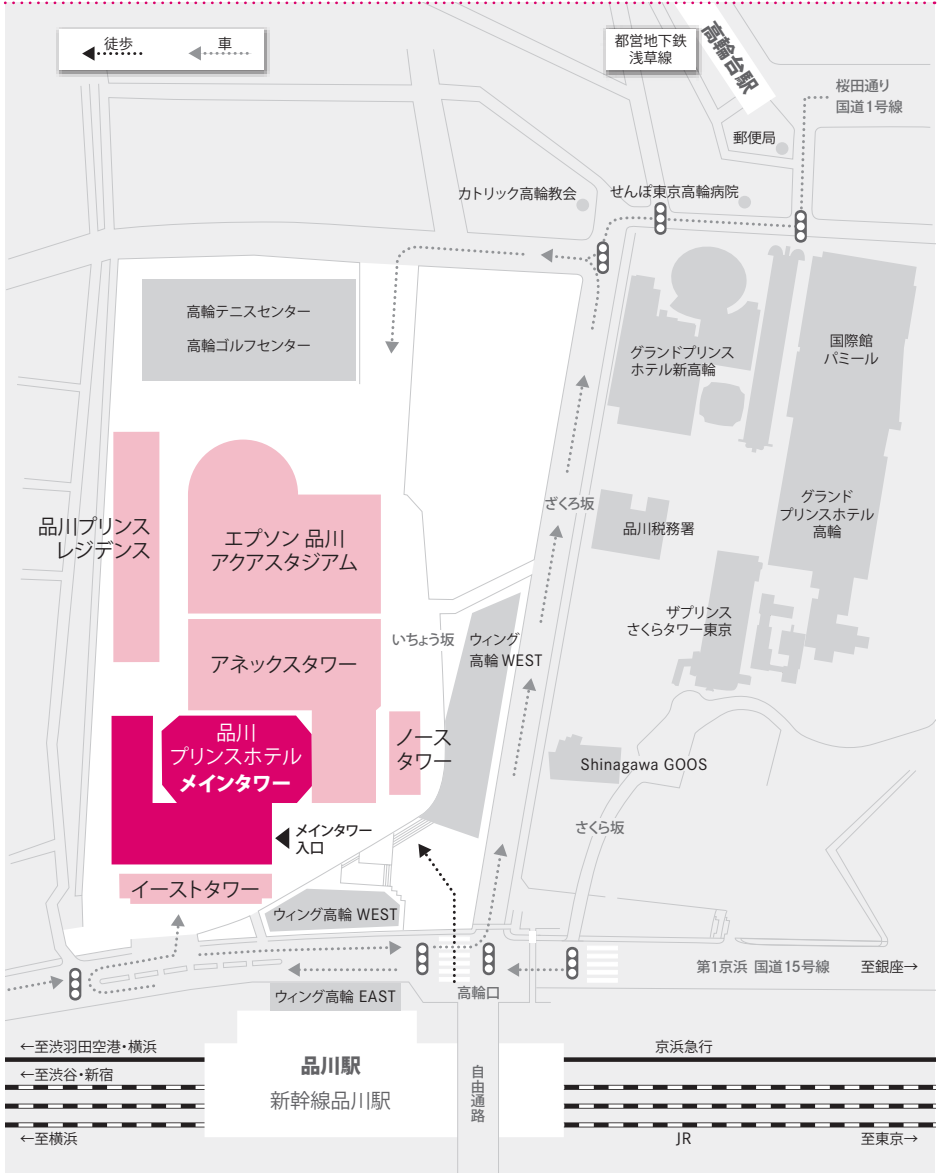 徒歩
車
都営地下鉄
浅草線
高輪台駅
桜田通り
国道1号線
郵便局
カトリック高輪教会
せんぽ東京高輪病院
高輪テニスセンター
高輪ゴルフセンター
グランドプリンス
ホテル新高輪
国際館
パミール
品川プリンス
レジデンス
エプソン 品川
アクアスタジアム
ざくろ坂
品川税務署
グランド
プリンスホテル
高輪
ザプリンス
さくらタワー東京
いちょう坂
ウィング
高輪 WEST
アネックスタワー
品川
プリンスホテル
メインタワー
ノース
タワー
Shinagawa GOOS
メインタワー
入口
さくら坂
イーストタワー
ウィング高輪 WEST
第1京浜 国道15号線
至銀座→
ウィング高輪 EAST
高輪口
←至渋羽田空港・横浜
京浜急行
←至渋谷・新宿
品川駅
新幹線品川駅
自由通路
←至横浜
JR
至東京→